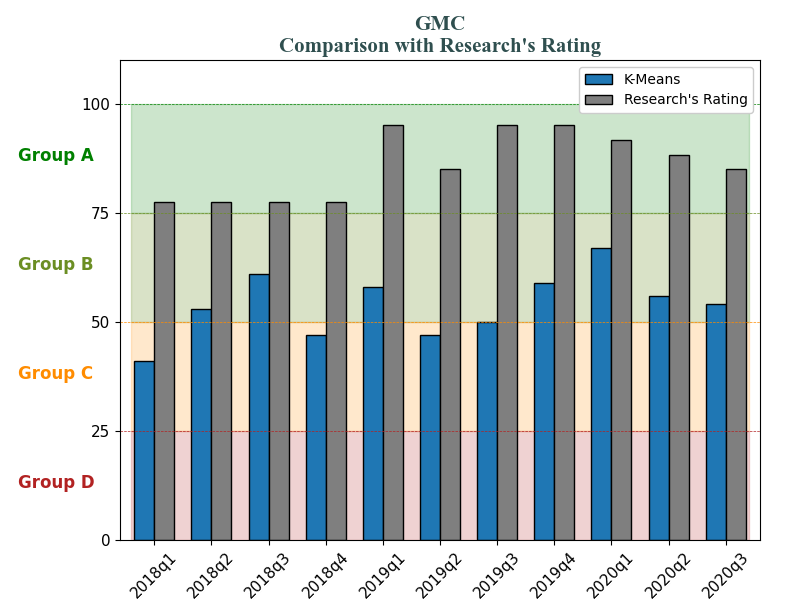 GMC
Comparison with Research's Rating
K-Means
Research's Rating
100
Group A
75
Group B
50
Group C
25
Group D
0
2018q1 2018q2 2018q3 2018q4 2019q1 2019q2 2019q3 2019q4 2020q1 2020q2 2020q3